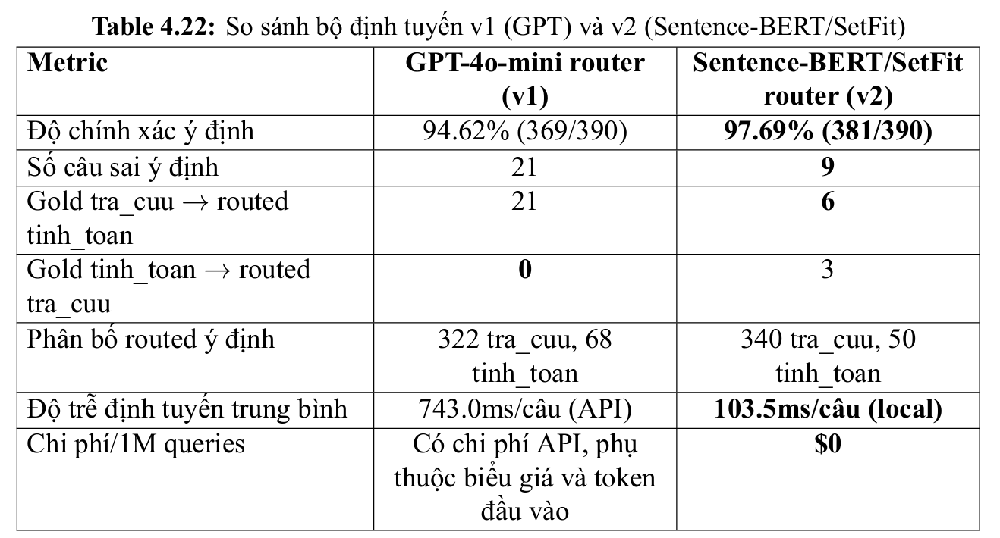 Table 4.22: So sánh bộ định tuyến v1 (GPT) và v2 (Sentence-BERT/SetFit)
Metric
GPT-4o-mini router
(v1)
Sentence-BERT/SetFit
router (v2)
Độ chính xác ý định
94.62% (369/390)
97.69% (381/390)
Số câu sai ý định
21
9
Gold tra_cuu → routed
tinh_toan
21
6
Gold tinh_toan → routed
tra_cuu
0
3
Phân bố routed ý định
322 tra_cuu, 68
tinh_toan
340 tra_cuu, 50
tinh_toan
Độ trễ định tuyến trung bình
743.0ms/câu (API)
103.5ms/câu (local)
Chi phí/1M queries
Có chi phí API, phụ
thuộc biểu giá và token
đầu vào
$0